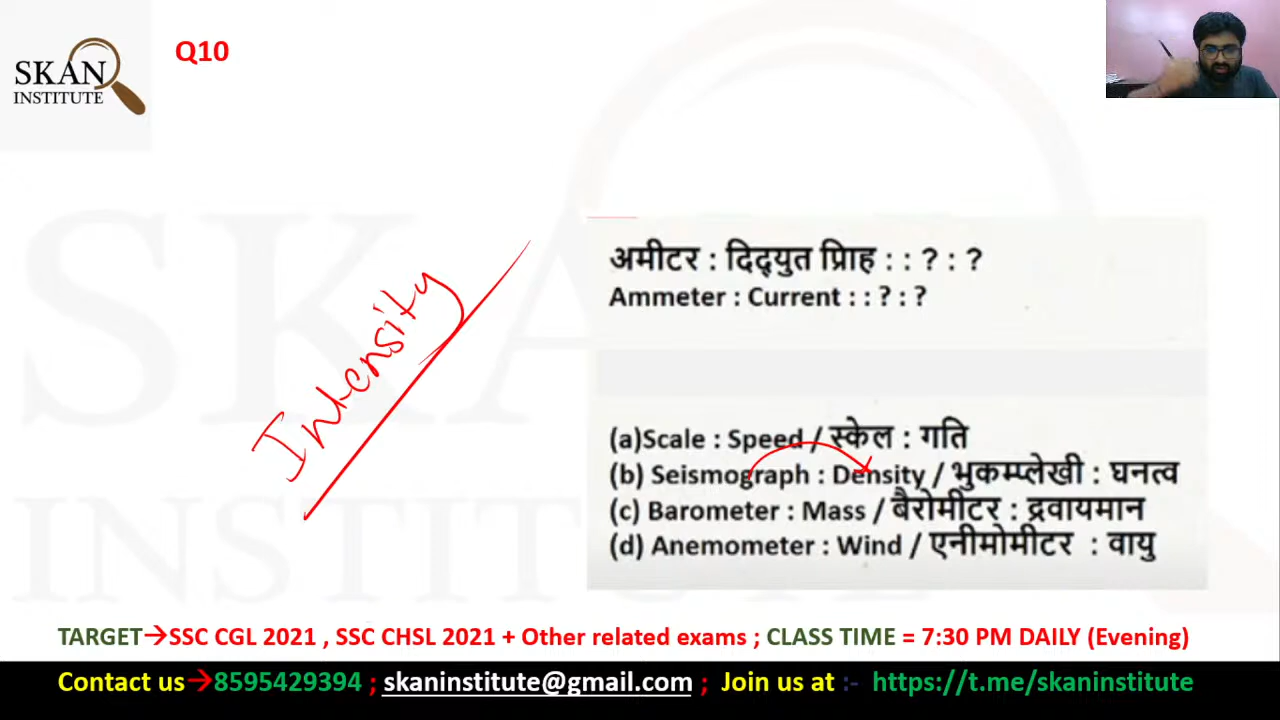 SKAN
INSTITUTE
Q10
अमीटर : दिद्युत प्रिाह : : ? : ?
Ammeter : Current : : ? : ?
Intensity
(a)Scale : Speed / स्केल : गति
(b) Seismograph : Density / भुकम्प्लेखी : घनत्व
(c) Barometer : Mass / बैरोमीटर : द्रवायमान
(d) Anemometer : Wind / एनीमोमीटर : वायु
SKAN
INSTITUTE
TARGET→SSC CGL 2021 , SSC CHSL 2021 + Other related exams ; CLASS TIME = 7:30 PM DAILY (Evening)
Contact us→8595429394 ; skaninstitute@gmail.com ; Join us at :- https://t.me/skaninstitute